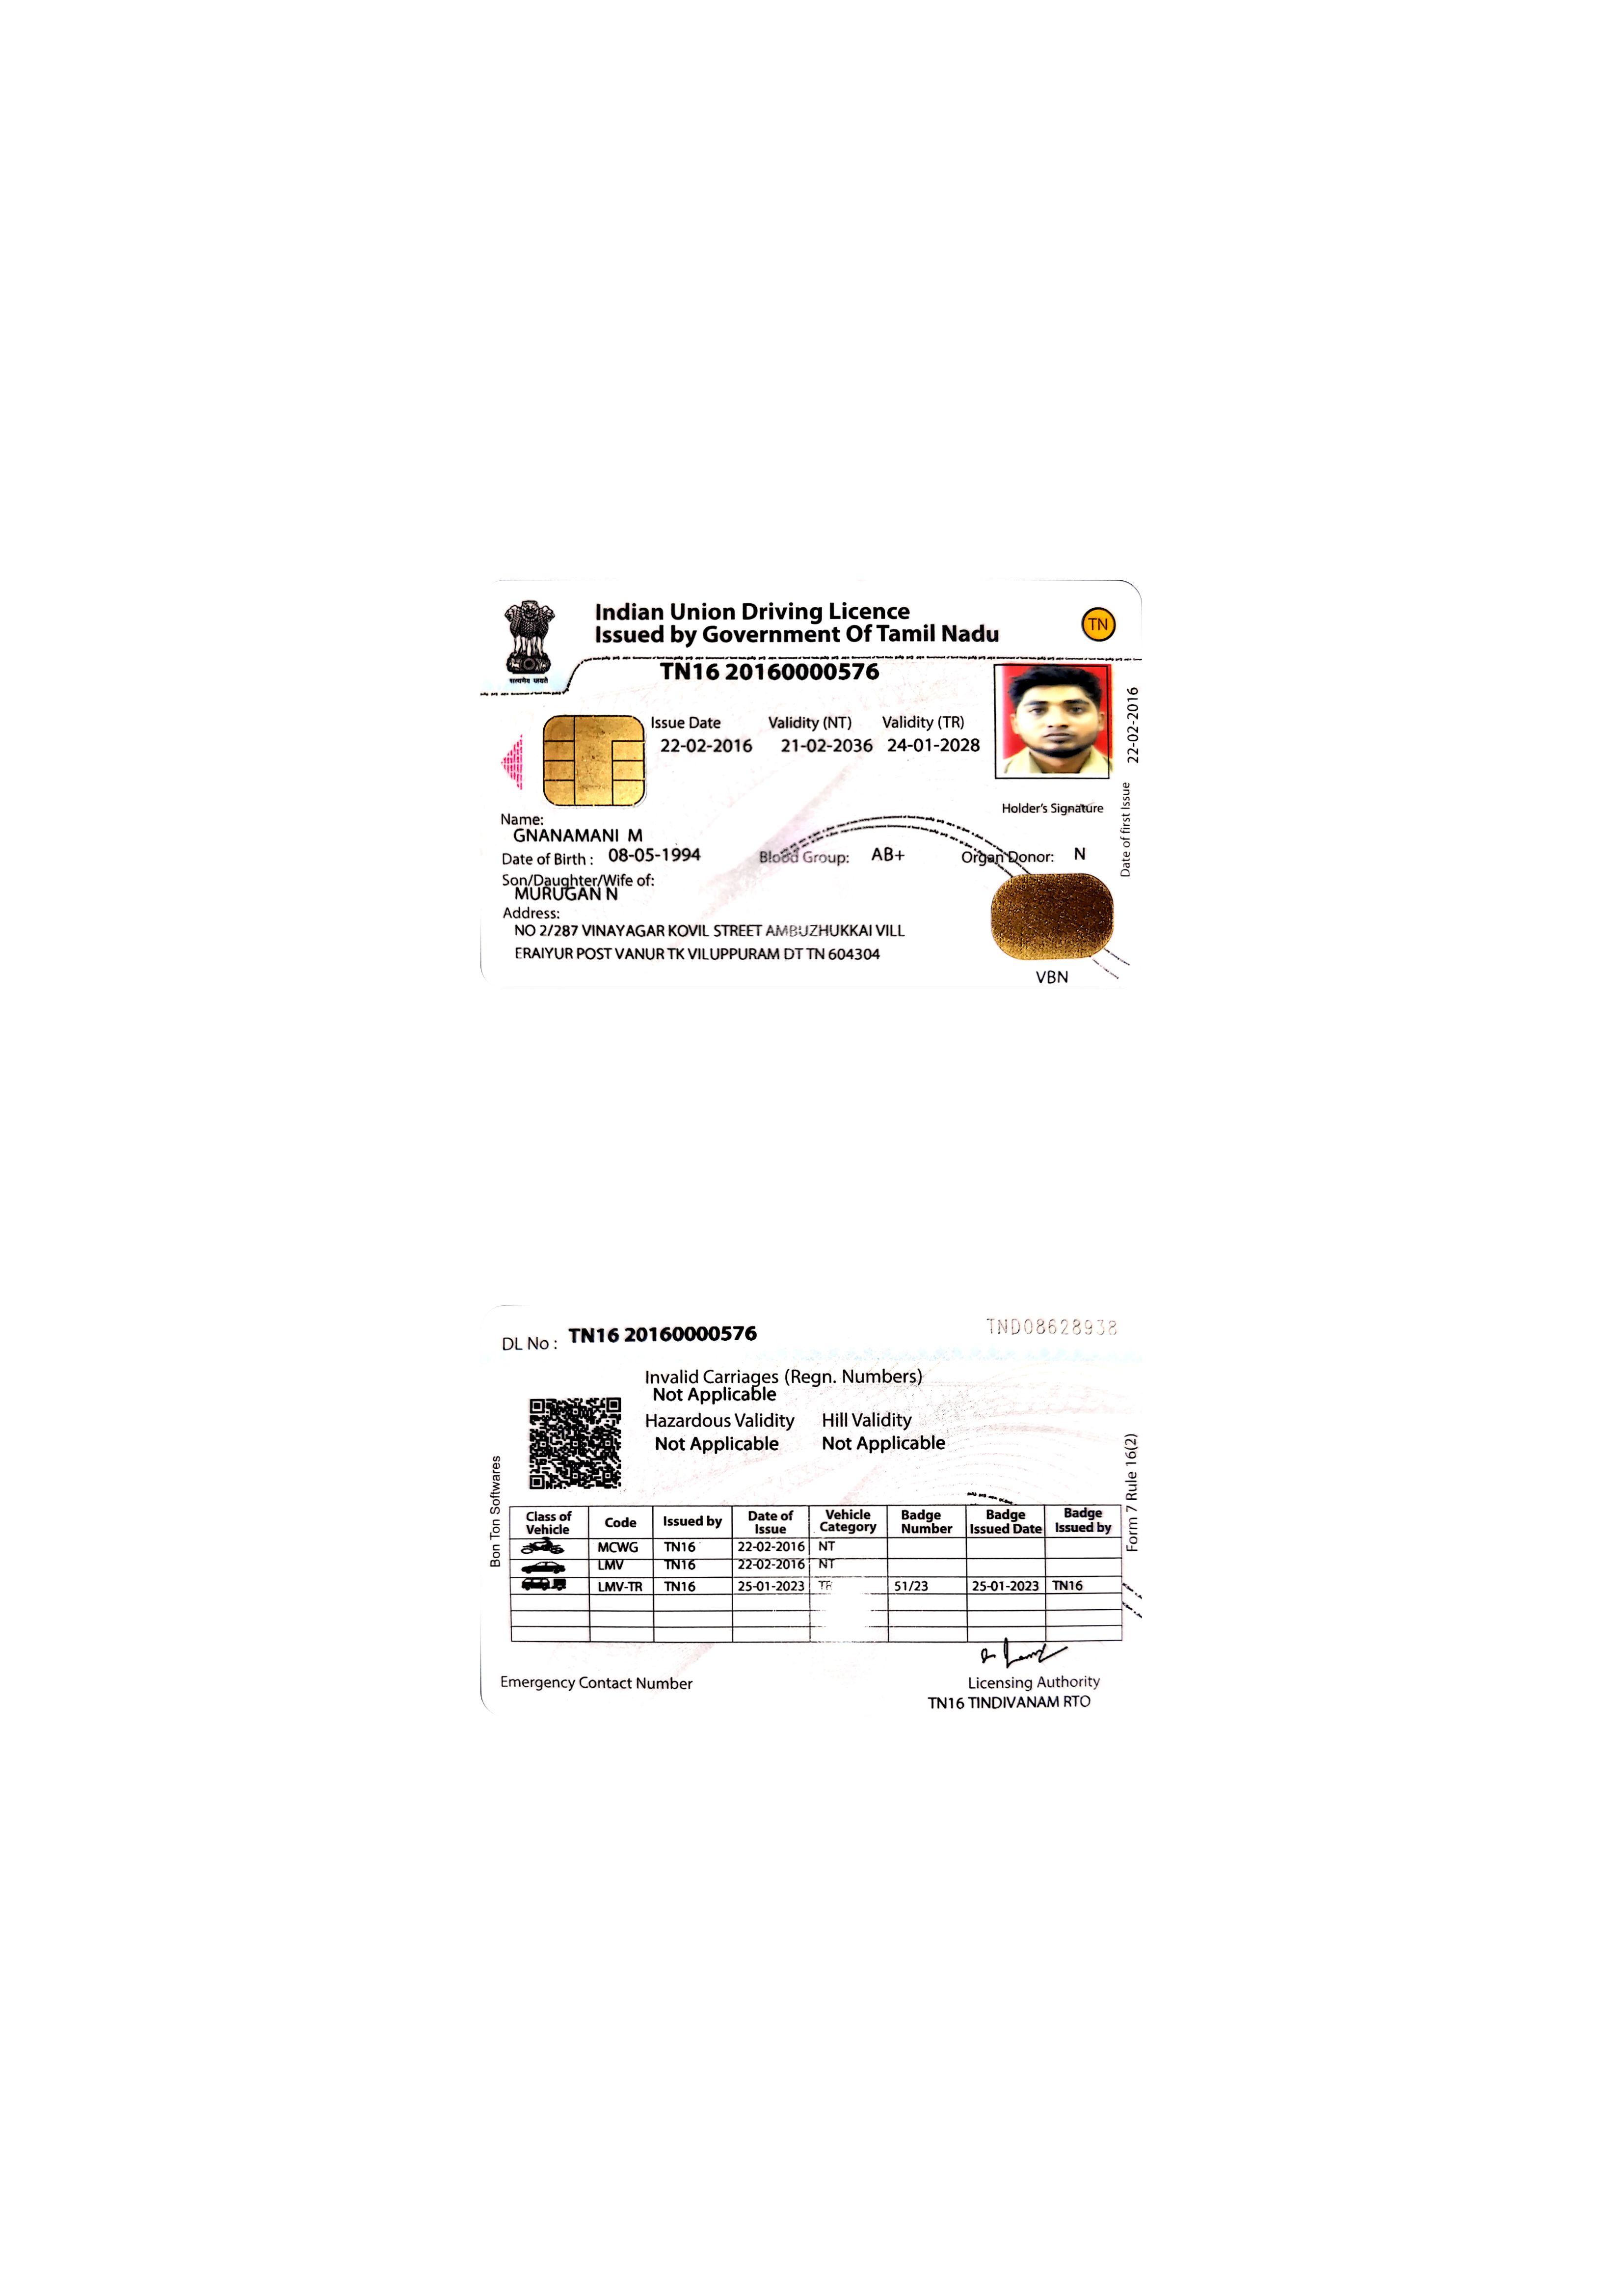 Indian Union Driving Licence
Issued by Government Of Tamil Nadu
TN
सत्यमेव जयते
TN16 20160000576
Issue Date Validity (NT) Validity (TR)
22-02-2016 21-02-2036 24-01-2028
Holder's Signature
Date of first Issue 22-02-2016
Name:
GNANAMANI M
Date of Birth : 08-05-1994 Blood Group: AB+ Organ Donor: N
Son/Daughter/Wife of:
MURUGAN N
Address:
NO 2/287 VINAYAGAR KOVIL STREET AMBUZHUKKAI VILL
ERAIYUR POST VANUR TK VILUPPURAM DT TN 604304
VBN
DL No : TN16 20160000576
TND08628938
Invalid Carriages (Regn. Numbers)
Not Applicable
Hazardous Validity Hill Validity
Not Applicable Not Applicable
Bon Ton Softwares
Form 7 Rule 16(2)
Class of Vehicle Code Issued by Date of Issue Vehicle Category Badge Number Badge Issued Date Badge Issued by
MCWG TN16 22-02-2016 NT
LMV TN16 22-02-2016 NT
LMV-TR TN16 25-01-2023 TR 51/23 25-01-2023 TN16
Emergency Contact Number
Licensing Authority
TN16 TINDIVANAM RTO